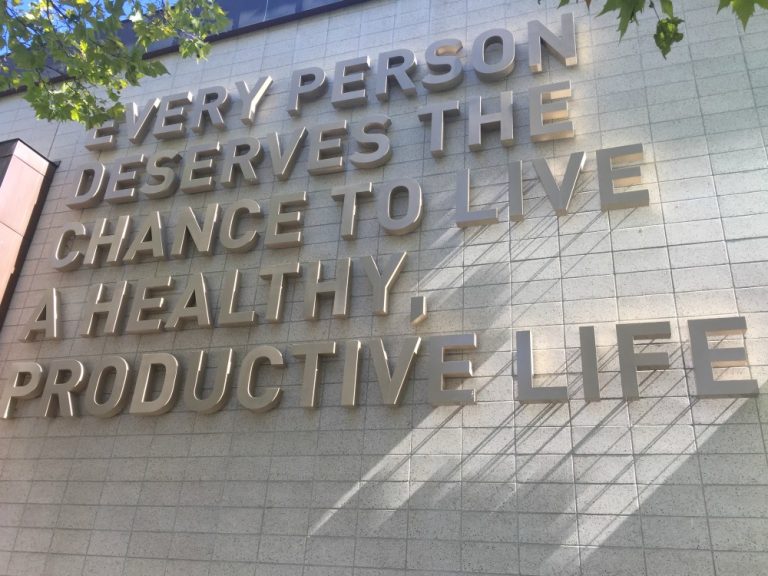 EVERY PERSON
DESERVES THE
CHANCE TO LIVE
A HEALTHY,
PRODUCTIVE LIFE